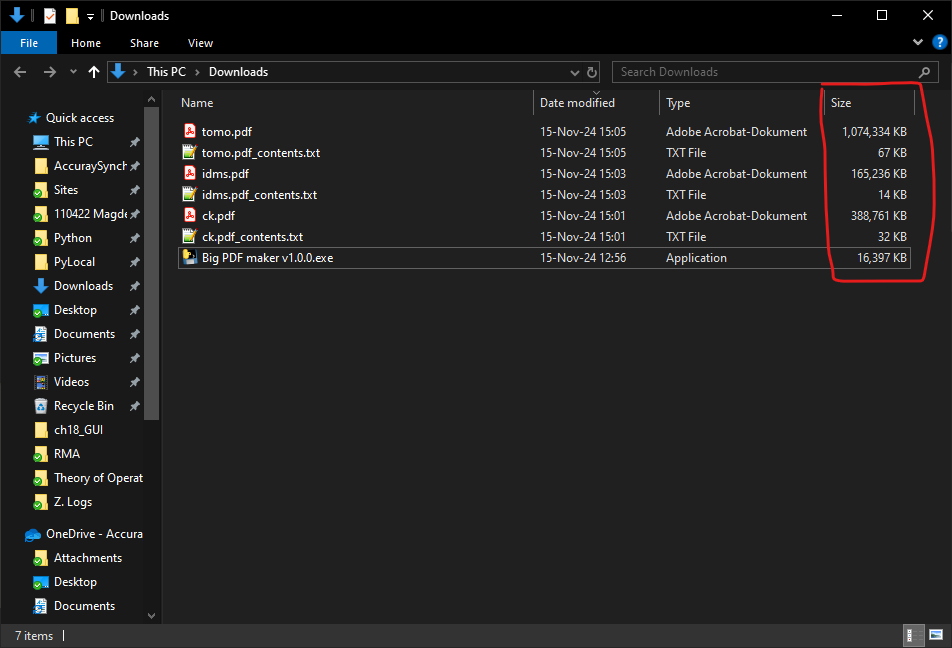 Downloads
File Home Share View
This PC > Downloads
Search Downloads
Name Date modified Type Size
tomo.pdf 15-Nov-24 15:05 Adobe Acrobat-Dokument 1,074,334 KB
tomo.pdf_contents.txt 15-Nov-24 15:05 TXT File 67 KB
idms.pdf 15-Nov-24 15:03 Adobe Acrobat-Dokument 165,236 KB
idms.pdf_contents.txt 15-Nov-24 15:03 TXT File 14 KB
ck.pdf 15-Nov-24 15:01 Adobe Acrobat-Dokument 388,761 KB
ck.pdf_contents.txt 15-Nov-24 15:01 TXT File 32 KB
Big PDF maker v1.0.0.exe 15-Nov-24 12:56 Application 16,397 KB
Quick access
This PC
AccuraySynch
Sites
110422 Magde
Python
PyLocal
Downloads
Desktop
Documents
Pictures
Videos
Recycle Bin
ch18_GUI
RMA
Theory of Operat
Z. Logs
OneDrive - Accura
Attachments
Desktop
Documents
7 items